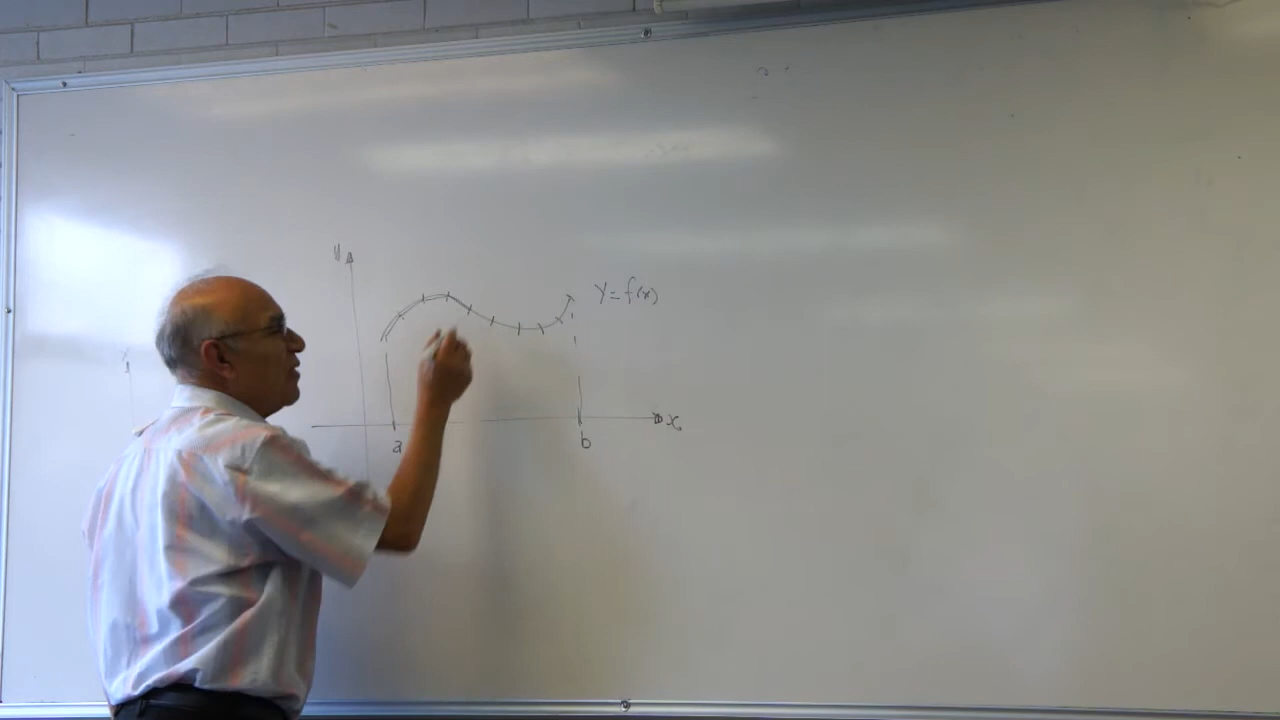 y
y = f(x)
a
b
x